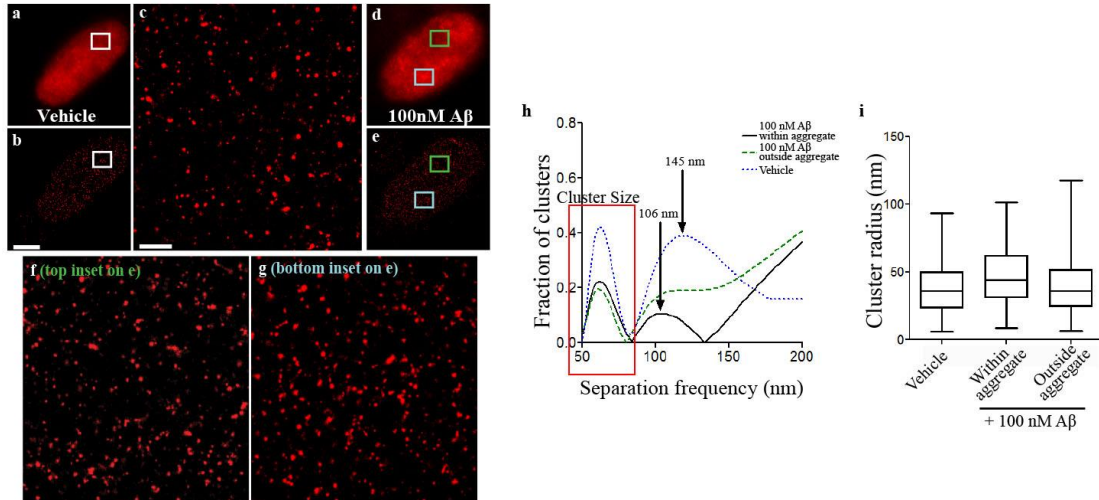 a
Vehicle
b
c
d
100nM Aβ
e
f (top inset on e)
g (bottom inset on e)
h
0.8
0.6
0.4
0.2
0.0
Fraction of clusters
50
100
150
200
Separation frequency (nm)
Cluster Size
106 nm
145 nm
100 nM Aβ
within aggregate
100 nM Aβ
outside aggregate
Vehicle
i
150
100
50
0
Cluster radius (nm)
Vehicle
Within
aggregate
Outside
aggregate
+ 100 nM Aβ